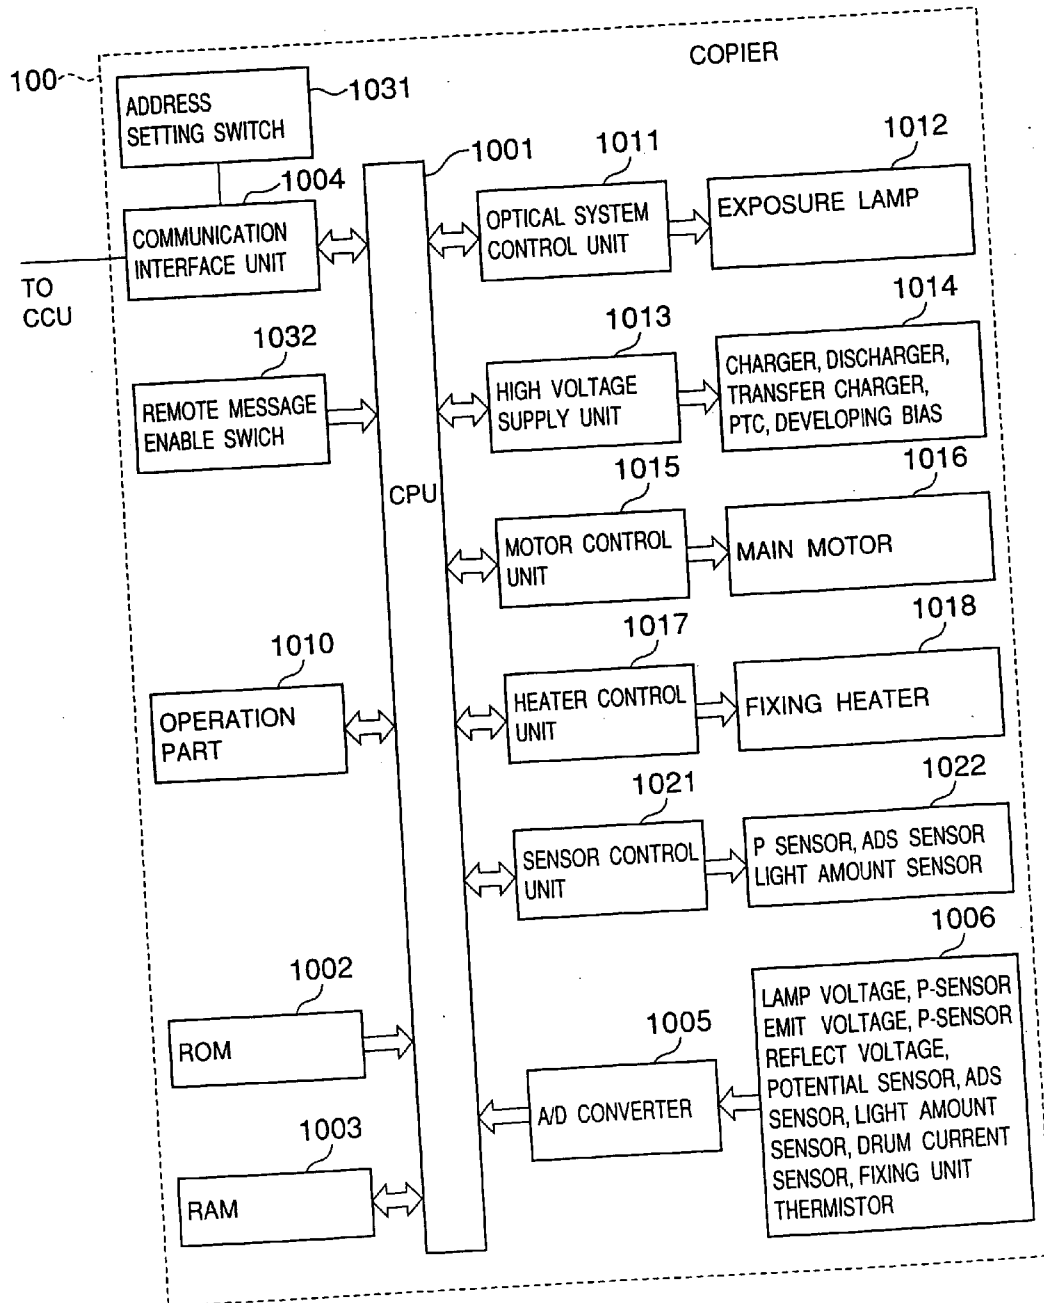 COPIER
100
ADDRESS
SETTING SWITCH
1031
1004
COMMUNICATION
INTERFACE UNIT
TO
CCU
1032
REMOTE MESSAGE
ENABLE SWICH
1010
OPERATION
PART
1002
ROM
1003
RAM
1001
CPU
1011
OPTICAL SYSTEM
CONTROL UNIT
1012
EXPOSURE LAMP
1013
HIGH VOLTAGE
SUPPLY UNIT
1014
CHARGER, DISCHARGER,
TRANSFER CHARGER,
PTC, DEVELOPING BIAS
1015
MOTOR CONTROL
UNIT
1016
MAIN MOTOR
1017
HEATER CONTROL
UNIT
1018
FIXING HEATER
1021
SENSOR CONTROL
UNIT
1022
P SENSOR, ADS SENSOR
LIGHT AMOUNT SENSOR
1005
A/D CONVERTER
1006
LAMP VOLTAGE, P-SENSOR
EMIT VOLTAGE, P-SENSOR
REFLECT VOLTAGE,
POTENTIAL SENSOR, ADS
SENSOR, LIGHT AMOUNT
SENSOR, DRUM CURRENT
SENSOR, FIXING UNIT
THERMISTOR